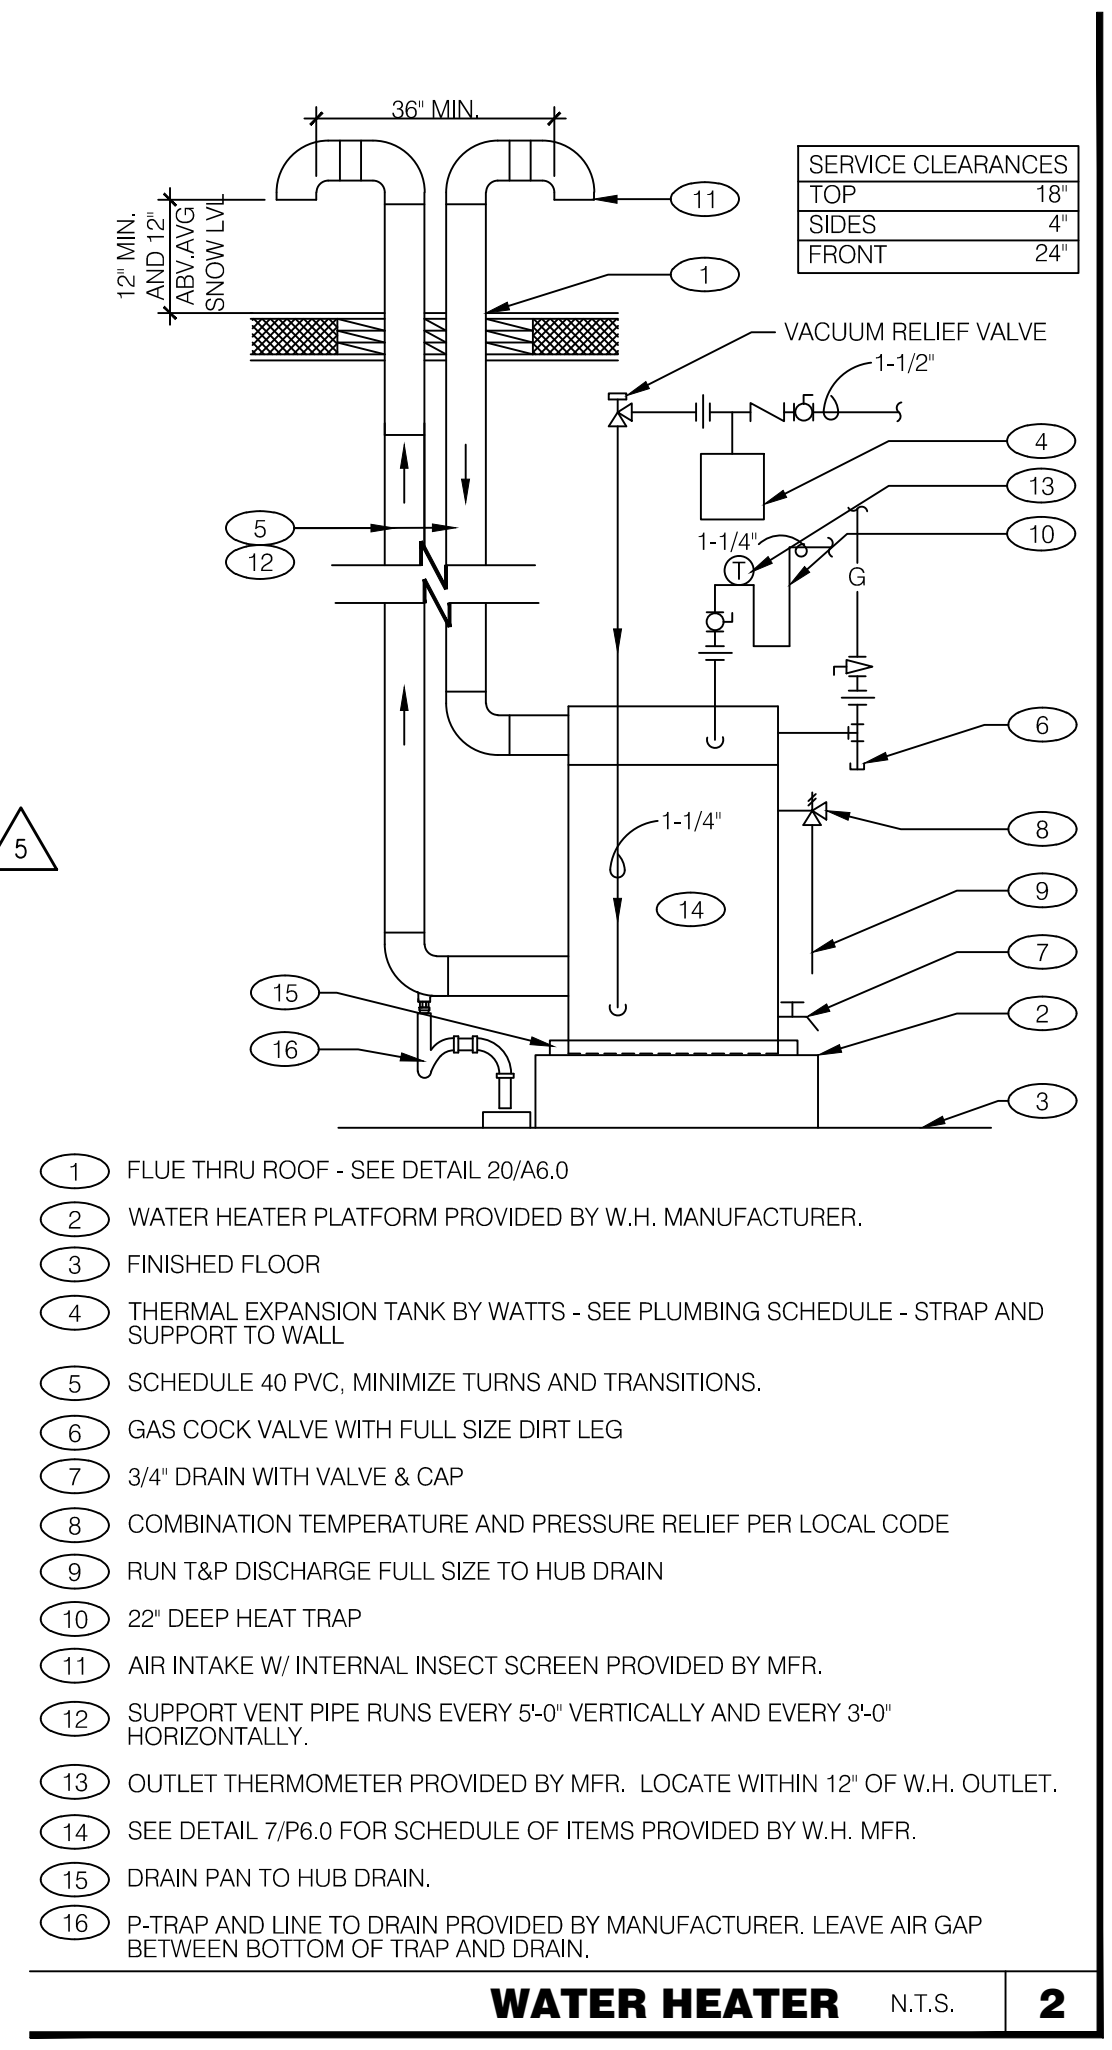 36" MIN.
12" MIN.
AND 12"
ABV.AVG
SNOW LVL
11
1
SERVICE CLEARANCES
TOP 18"
SIDES 4"
FRONT 24"
VACUUM RELIEF VALVE
1-1/2"
4
13
10
5
12
1-1/4"
T
G
6
5
1-1/4"
8
14
9
7
15
2
16
3
1 FLUE THRU ROOF - SEE DETAIL 20/A6.0
2 WATER HEATER PLATFORM PROVIDED BY W.H. MANUFACTURER.
3 FINISHED FLOOR
4 THERMAL EXPANSION TANK BY WATTS - SEE PLUMBING SCHEDULE - STRAP AND
SUPPORT TO WALL
5 SCHEDULE 40 PVC, MINIMIZE TURNS AND TRANSITIONS.
6 GAS COCK VALVE WITH FULL SIZE DIRT LEG
7 3/4" DRAIN WITH VALVE & CAP
8 COMBINATION TEMPERATURE AND PRESSURE RELIEF PER LOCAL CODE
9 RUN T&P DISCHARGE FULL SIZE TO HUB DRAIN
10 22" DEEP HEAT TRAP
11 AIR INTAKE W/ INTERNAL INSECT SCREEN PROVIDED BY MFR.
12 SUPPORT VENT PIPE RUNS EVERY 5'-0" VERTICALLY AND EVERY 3'-0"
HORIZONTALLY.
13 OUTLET THERMOMETER PROVIDED BY MFR. LOCATE WITHIN 12" OF W.H. OUTLET.
14 SEE DETAIL 7/P6.0 FOR SCHEDULE OF ITEMS PROVIDED BY W.H. MFR.
15 DRAIN PAN TO HUB DRAIN.
16 P-TRAP AND LINE TO DRAIN PROVIDED BY MANUFACTURER. LEAVE AIR GAP
BETWEEN BOTTOM OF TRAP AND DRAIN.
WATER HEATER N.T.S. 2